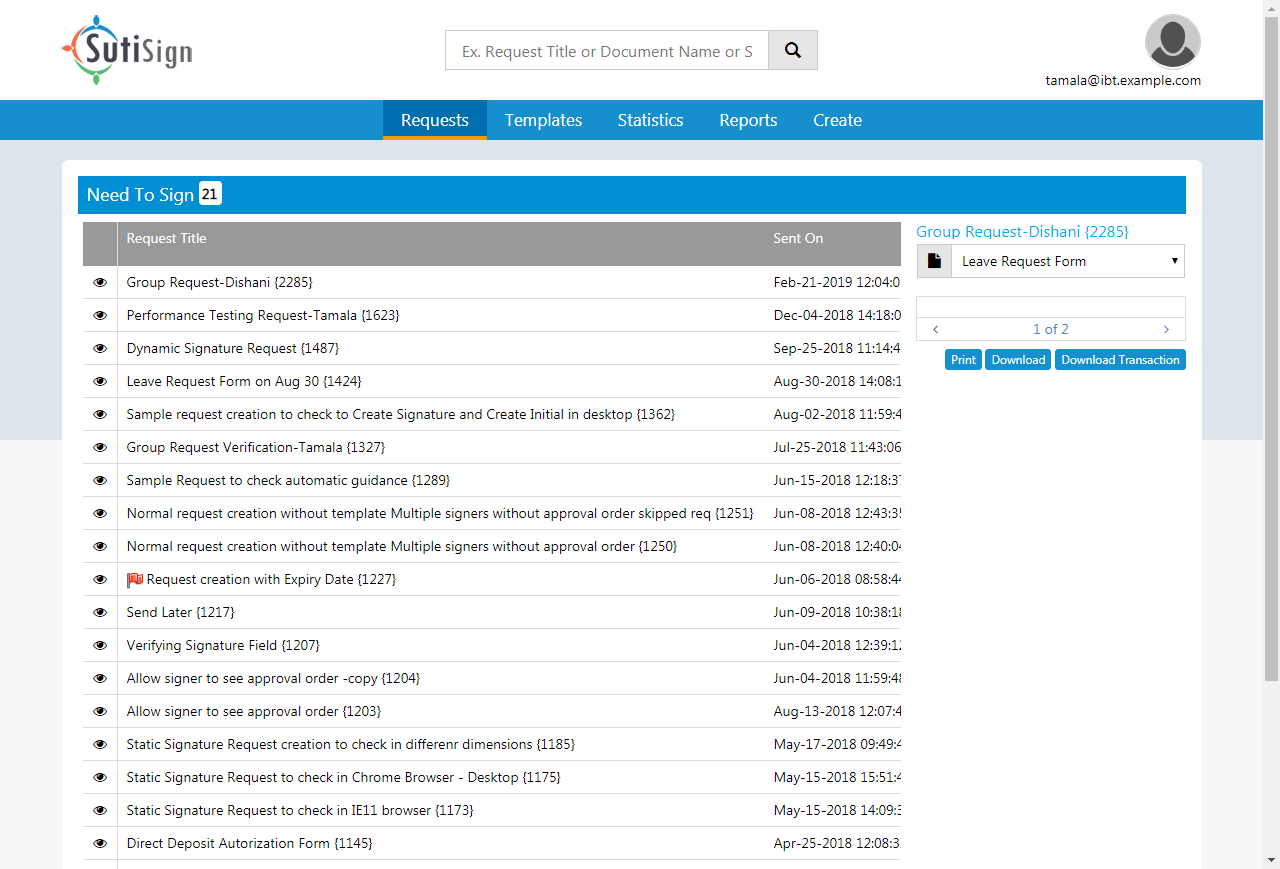 SutiSign
Ex. Request Title or Document Name or S
tamala@ibt.example.com
Requests Templates Statistics Reports Create
Need To Sign 21
Request Title Sent On
Group Request-Dishani {2285} Feb-21-2019 12:04:0
Performance Testing Request-Tamala {1623} Dec-04-2018 14:18:0
Dynamic Signature Request {1487} Sep-25-2018 11:14:4
Leave Request Form on Aug 30 {1424} Aug-30-2018 14:08:1
Sample request creation to check to Create Signature and Create Initial in desktop {1362} Aug-02-2018 11:59:4
Group Request Verification-Tamala {1327} Jul-25-2018 11:43:06
Sample Request to check automatic guidance {1289} Jun-15-2018 12:18:37
Normal request creation without template Multiple signers without approval order skipped req {1251} Jun-08-2018 12:43:35
Normal request creation without template Multiple signers without approval order {1250} Jun-08-2018 12:40:04
Request creation with Expiry Date {1227} Jun-06-2018 08:58:44
Send Later {1217} Jun-09-2018 10:38:18
Verifying Signature Field {1207} Jun-04-2018 12:39:12
Allow signer to see approval order -copy {1204} Jun-04-2018 11:59:48
Allow signer to see approval order {1203} Aug-13-2018 12:07:4
Static Signature Request creation to check in differenr dimensions {1185} May-17-2018 09:49:4
Static Signature Request to check in Chrome Browser - Desktop {1175} May-15-2018 15:51:4
Static Signature Request to check in IE11 browser {1173} May-15-2018 14:09:3
Direct Deposit Autorization Form {1145} Apr-25-2018 12:08:3
Group Request-Dishani {2285}
Leave Request Form
1 of 2
Print Download Download Transaction